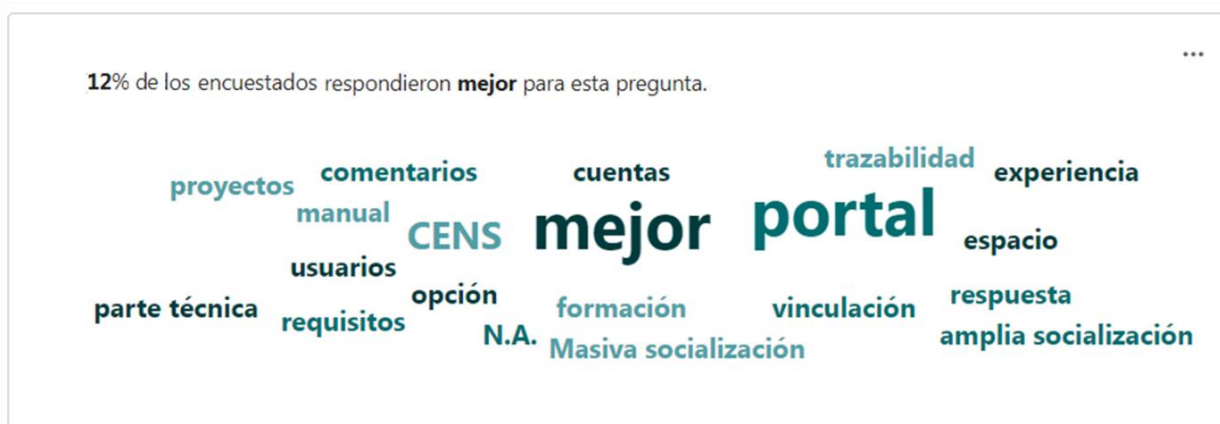 12% de los encuestados respondieron mejor para esta pregunta.
trazabilidad
comentarios
cuentas
experiencia
proyectos
manual
portal
mejor
CENS
espacio
usuarios
opción
respuesta
parte técnica
formación
vinculación
requisitos
N.A.
amplia socialización
Masiva socialización